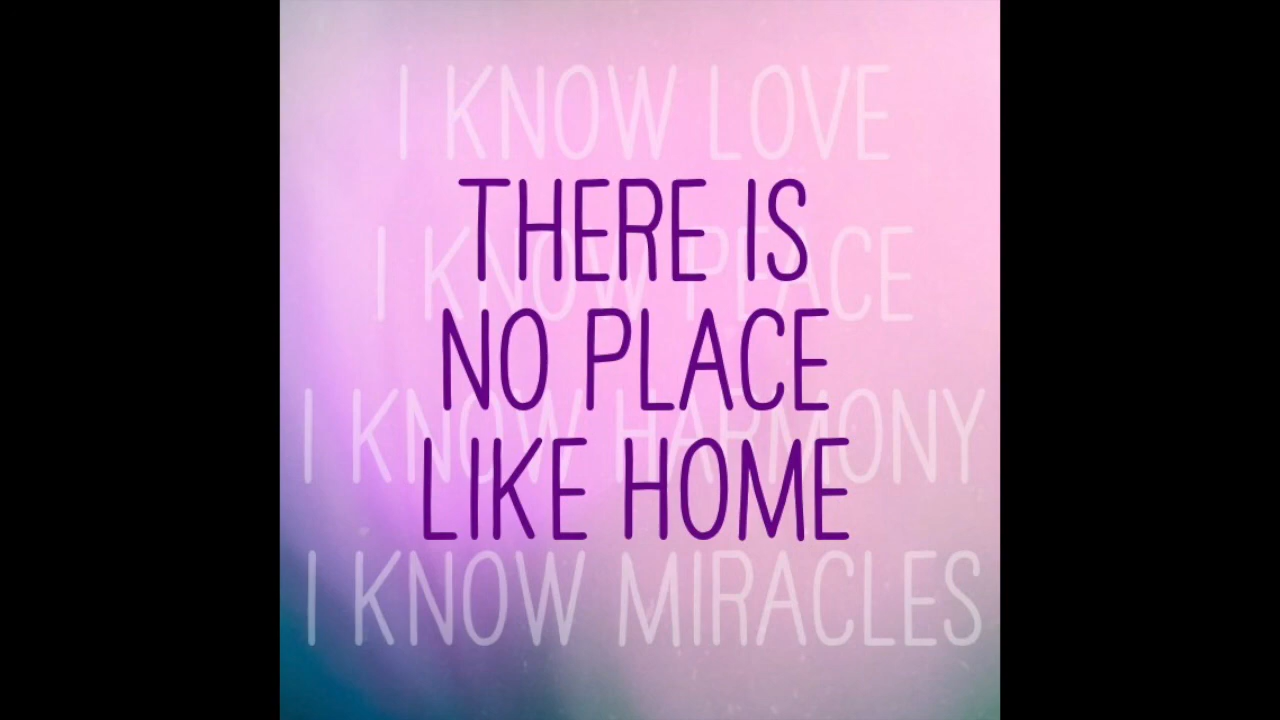 I KNOW LOVE
THERE IS
I KNOW PEACE
NO PLACE
I KNOW HARMONY
LIKE HOME
I KNOW MIRACLES